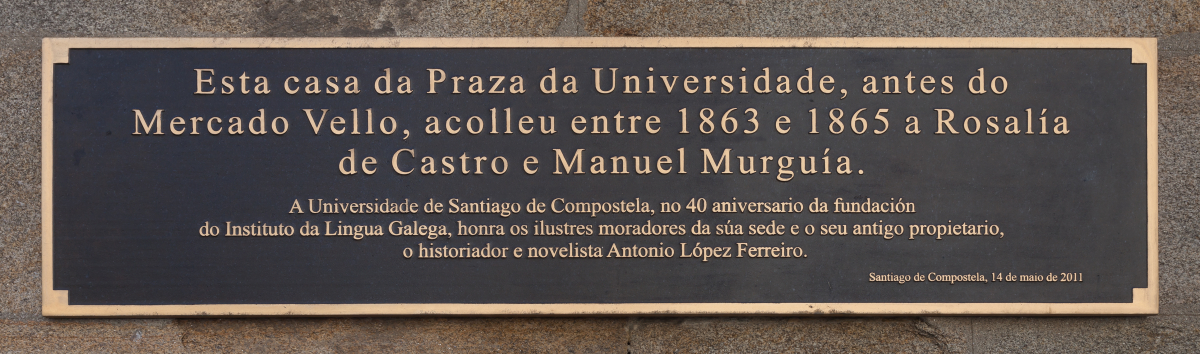 Esta casa da Praza da Universidade, antes do
Mercado Vello, acolleu entre 1863 e 1865 a Rosalía
de Castro e Manuel Murguía.
A Universidade de Santiago de Compostela, no 40 aniversario da fundación
do Instituto da Lingua Galega, honra os ilustres moradores da súa sede e o seu antigo propietario,
o historiador e novelista Antonio López Ferreiro.
Santiago de Compostela, 14 de maio de 2011